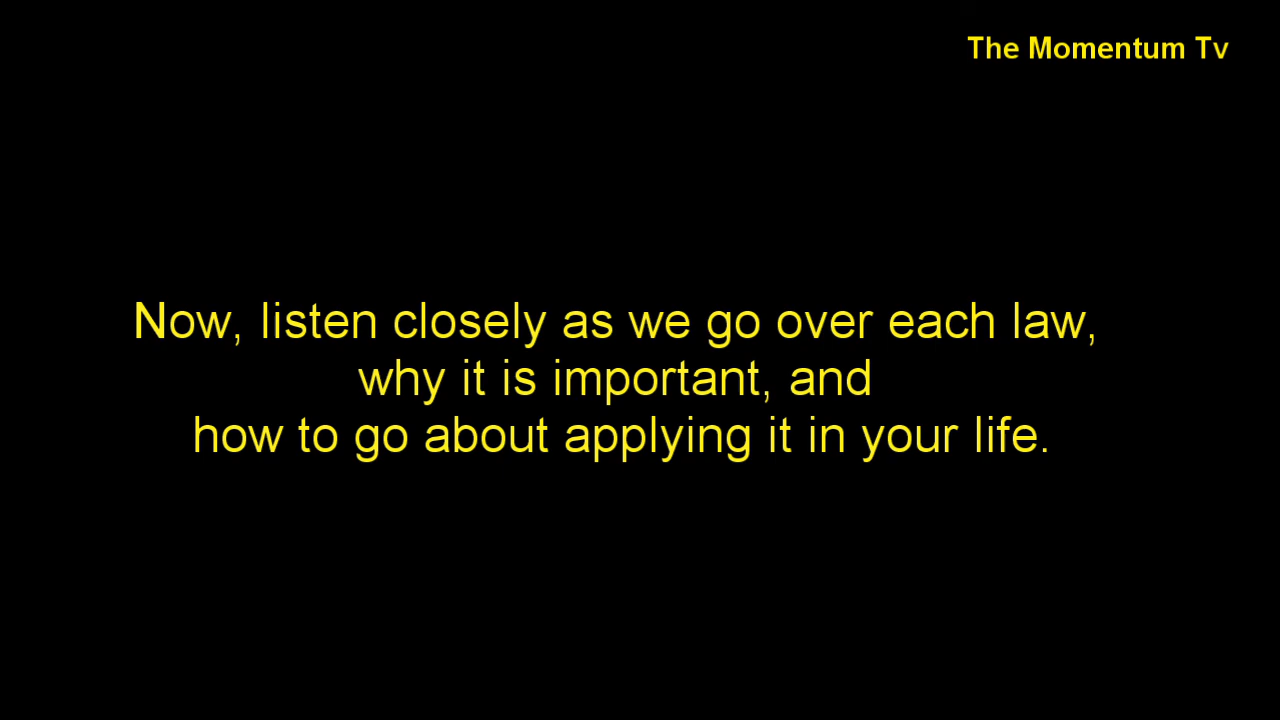 The Momentum Tv
Now, listen closely as we go over each law,
why it is important, and
how to go about applying it in your life.